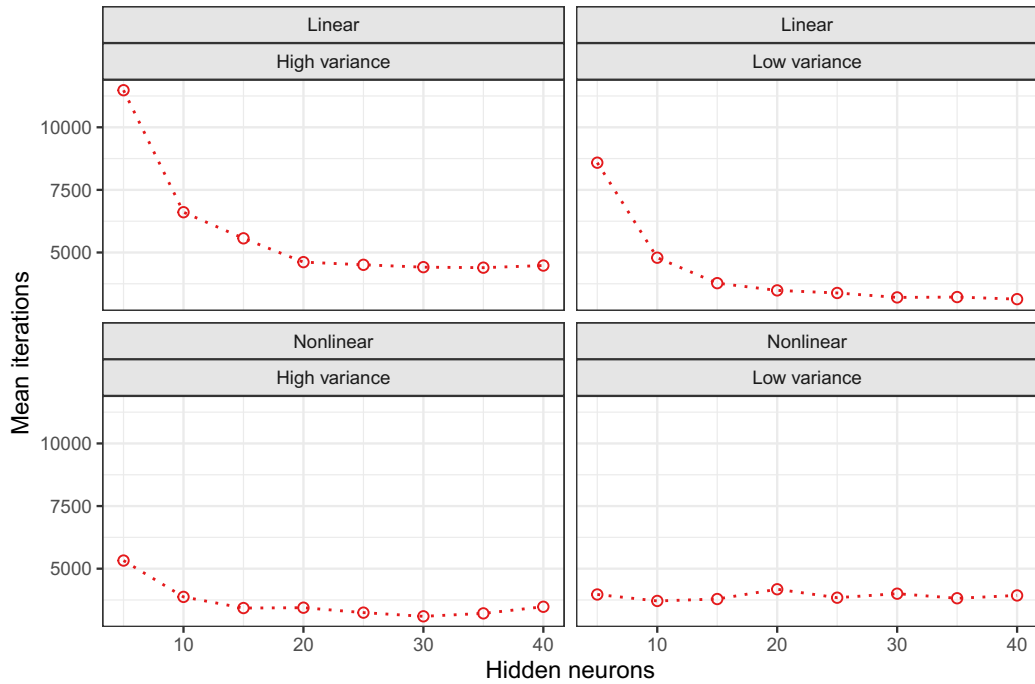 Linear
Linear
High variance
Low variance
10000
7500
5000
Nonlinear
Nonlinear
High variance
Low variance
10000
7500
5000
10
20
30
40
10
20
30
40
Hidden neurons
Mean iterations